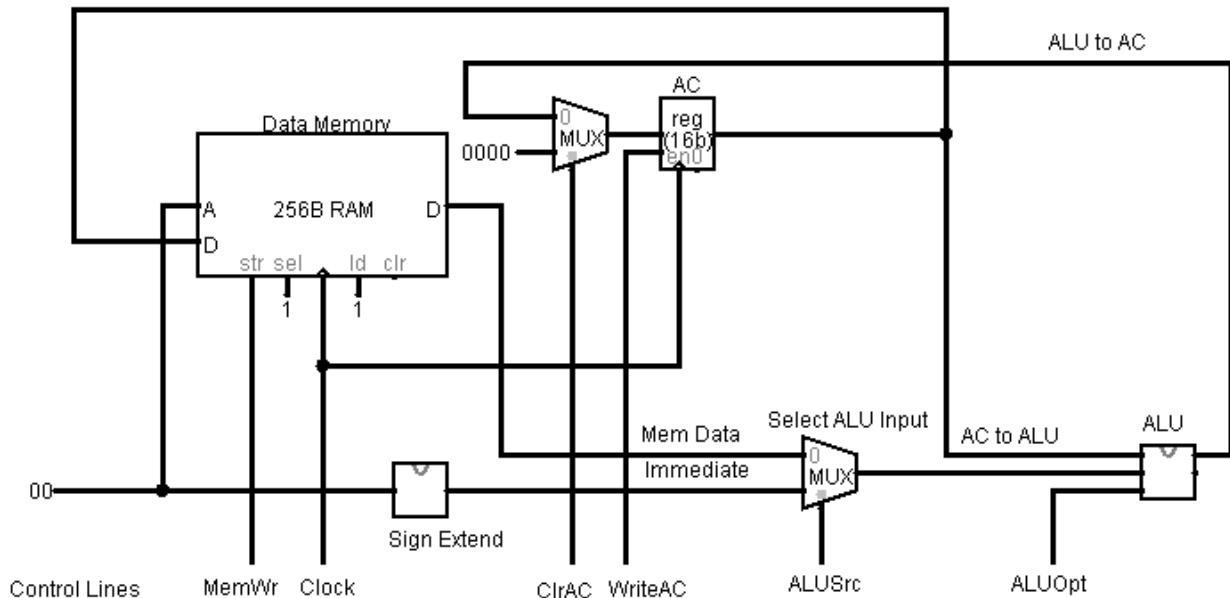 ALU to AC
AC
Data Memory
0
MUX
reg
(16b)
en0
0000
A
256B RAM
D
D
str sel ld clr
1
1
Select ALU Input
ALU
Mem Data
0
AC to ALU
Immediate
MUX
00
Sign Extend
Control Lines
MemWr
Clock
ClrAC
WriteAC
ALUSrc
ALUOpt